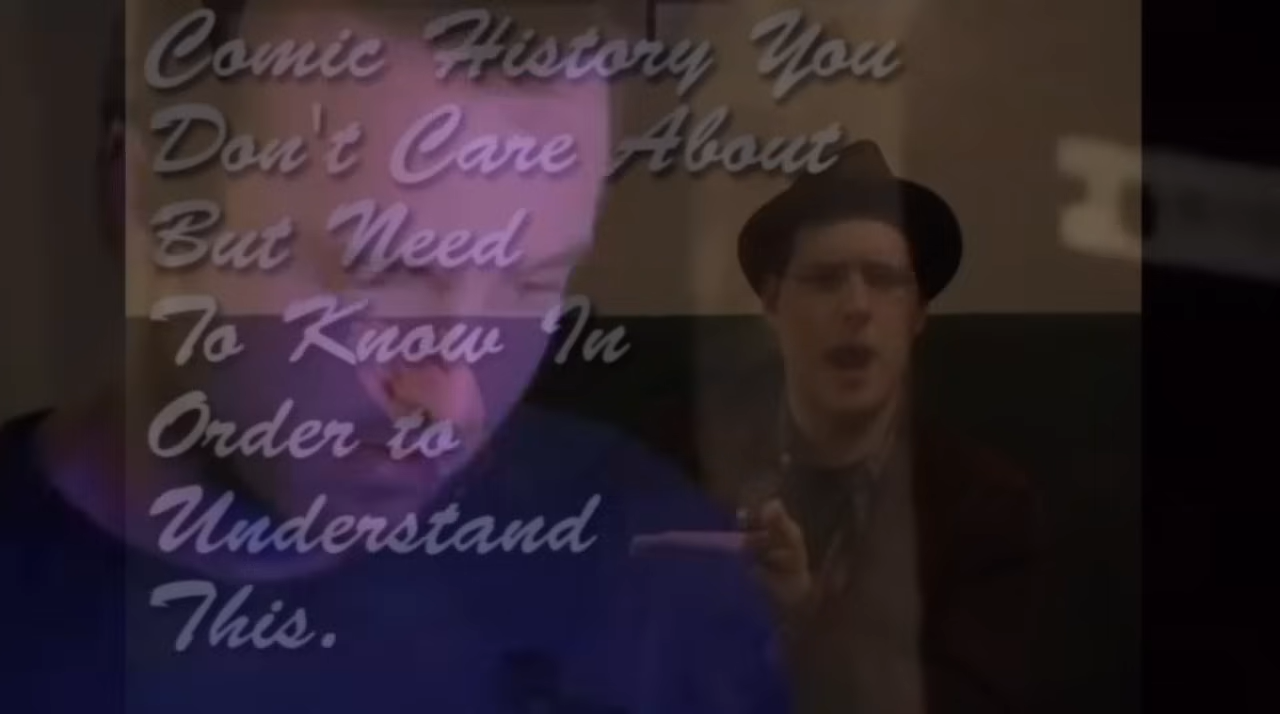 Comic History You
Don't Care About
But Need
To Know In
Order to
Understand
This.